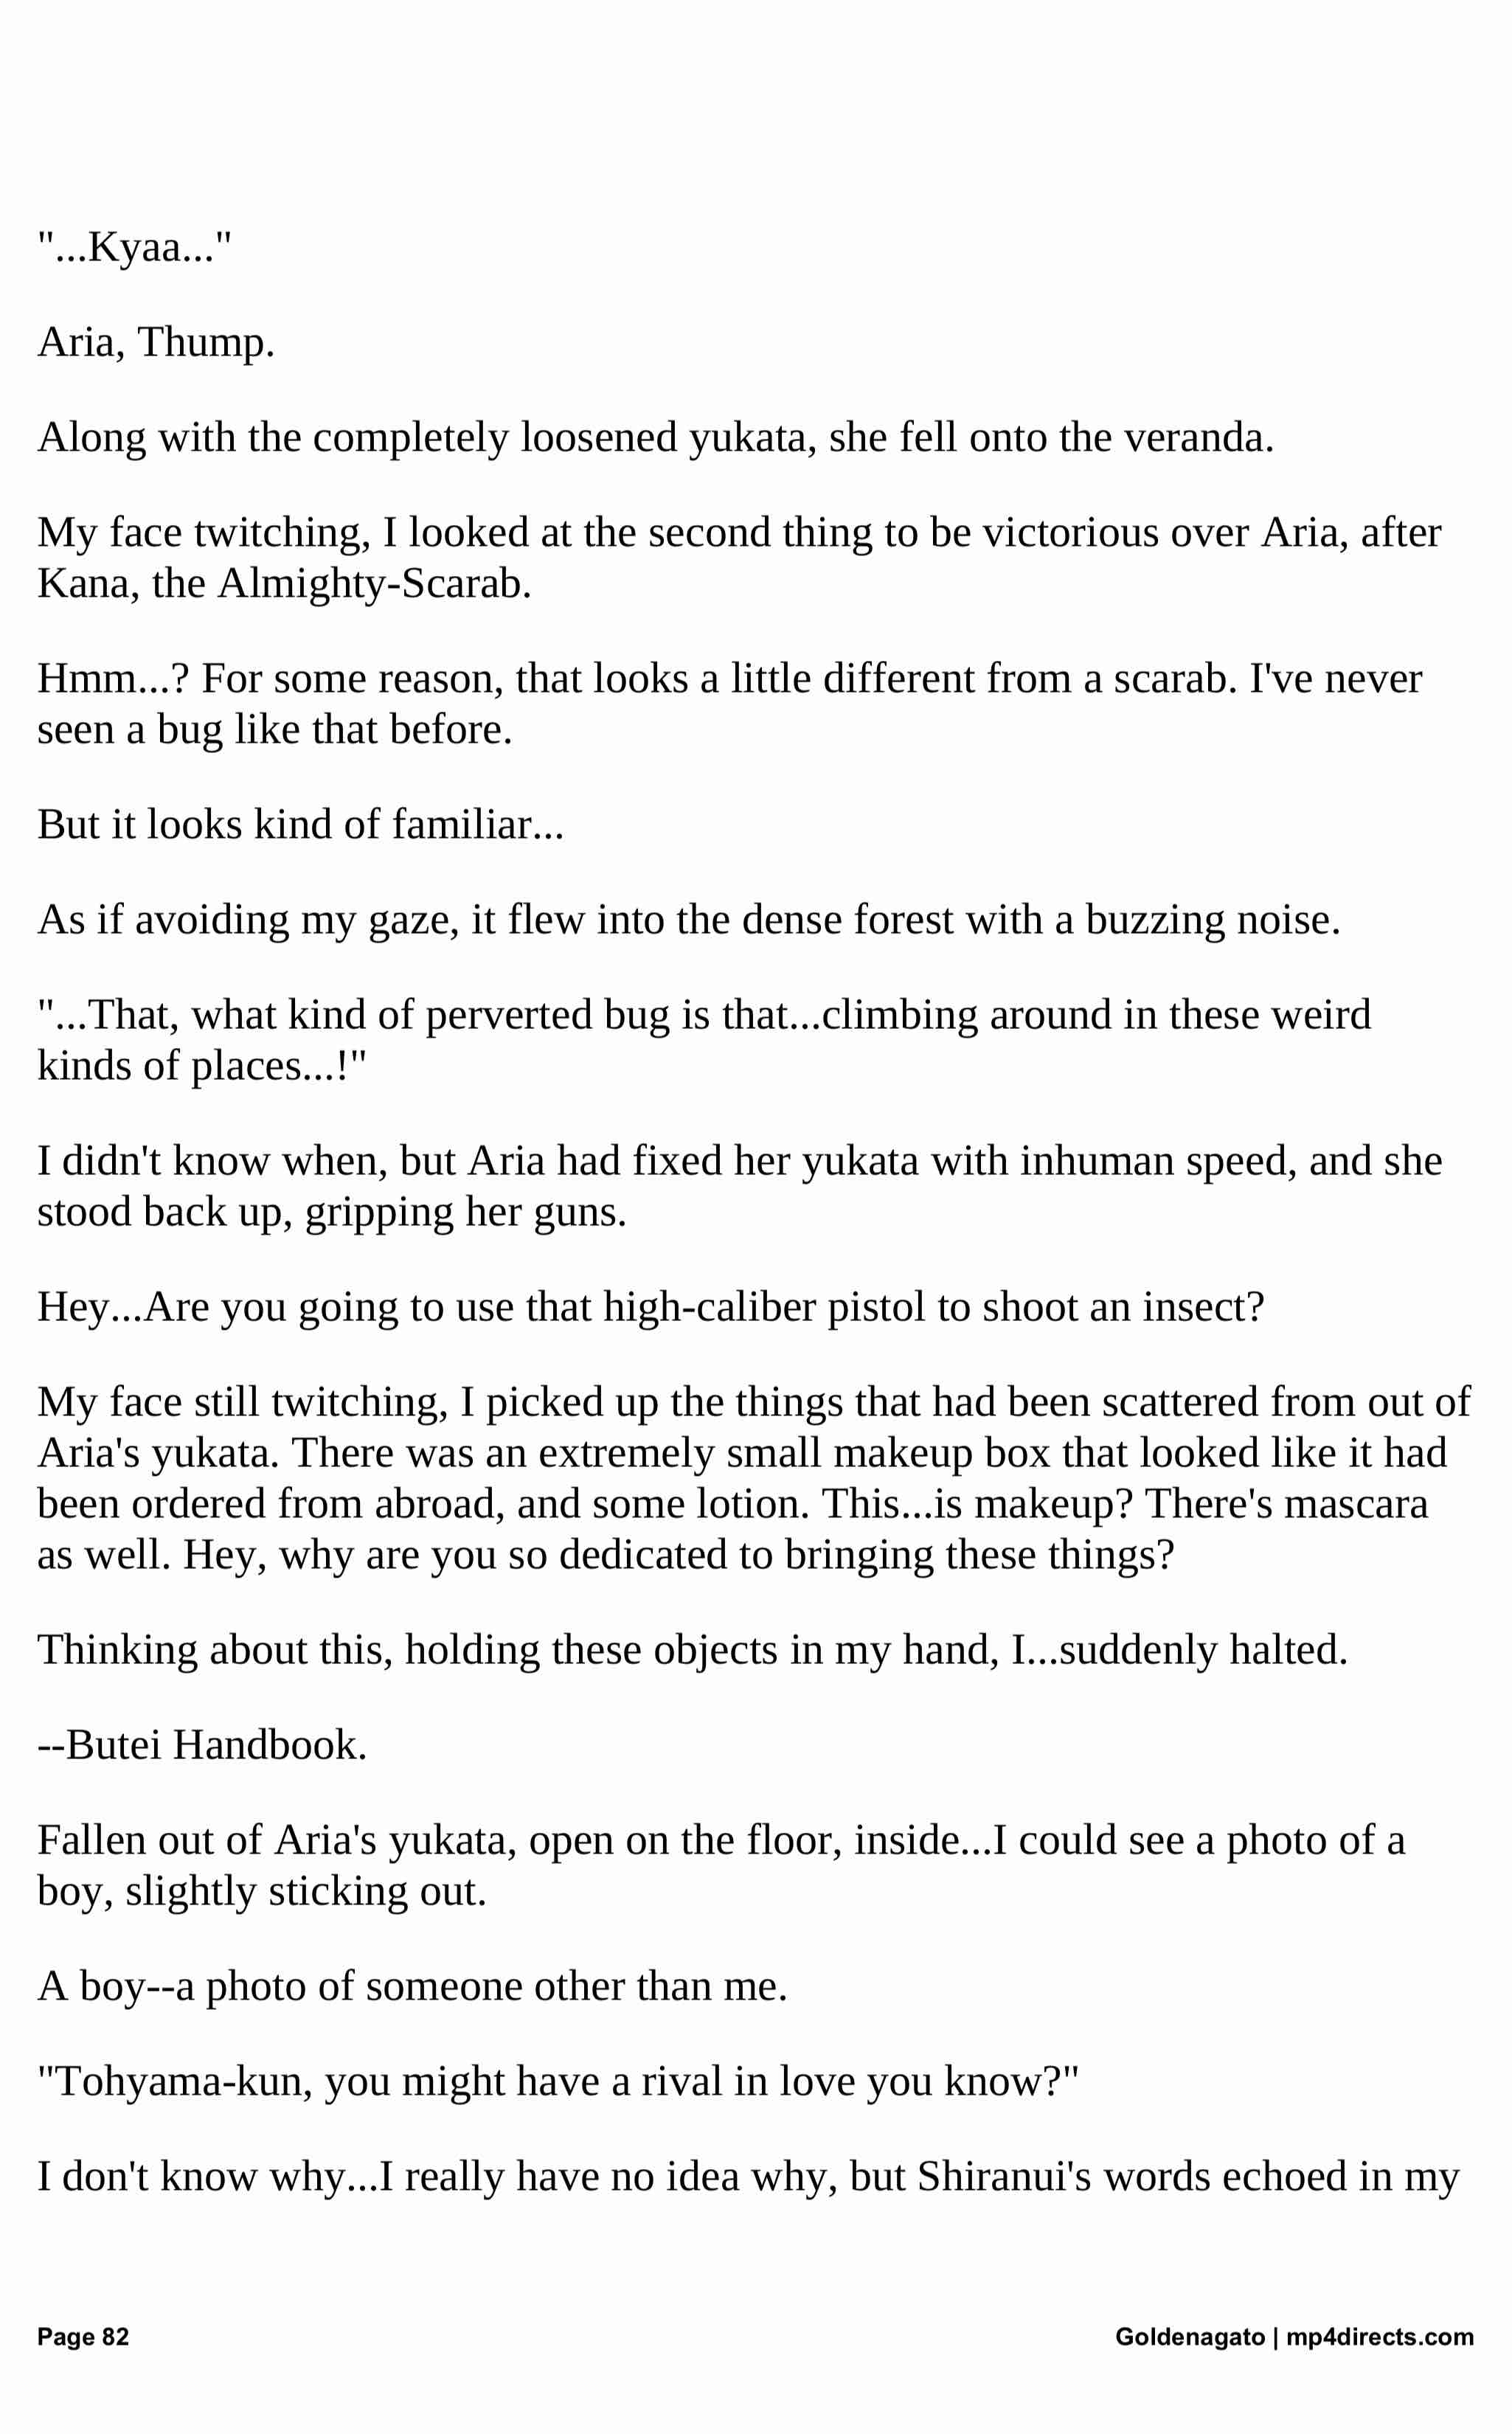 "...Kyaa..."
Aria, Thump.
Along with the completely loosened yukata, she fell onto the veranda.
My face twitching, I looked at the second thing to be victorious over Aria, after
Kana, the Almighty-Scarab.
Hmm...? For some reason, that looks a little different from a scarab. I've never
seen a bug like that before.
But it looks kind of familiar...
As if avoiding my gaze, it flew into the dense forest with a buzzing noise.
"...That, what kind of perverted bug is that...climbing around in these weird
kinds of places...!"
I didn't know when, but Aria had fixed her yukata with inhuman speed, and she
stood back up, gripping her guns.
Hey...Are you going to use that high-caliber pistol to shoot an insect?
My face still twitching, I picked up the things that had been scattered from out of
Aria's yukata. There was an extremely small makeup box that looked like it had
been ordered from abroad, and some lotion. This...is makeup? There's mascara
as well. Hey, why are you so dedicated to bringing these things?
Thinking about this, holding these objects in my hand, I...suddenly halted.
--Butei Handbook.
Fallen out of Aria's yukata, open on the floor, inside...I could see a photo of a
boy, slightly sticking out.
A boy--a photo of someone other than me.
"Tohyama-kun, you might have a rival in love you know?"
I don't know why...I really have no idea why, but Shiranui's words echoed in my
Page 82
Goldenagato | mp4directs.com